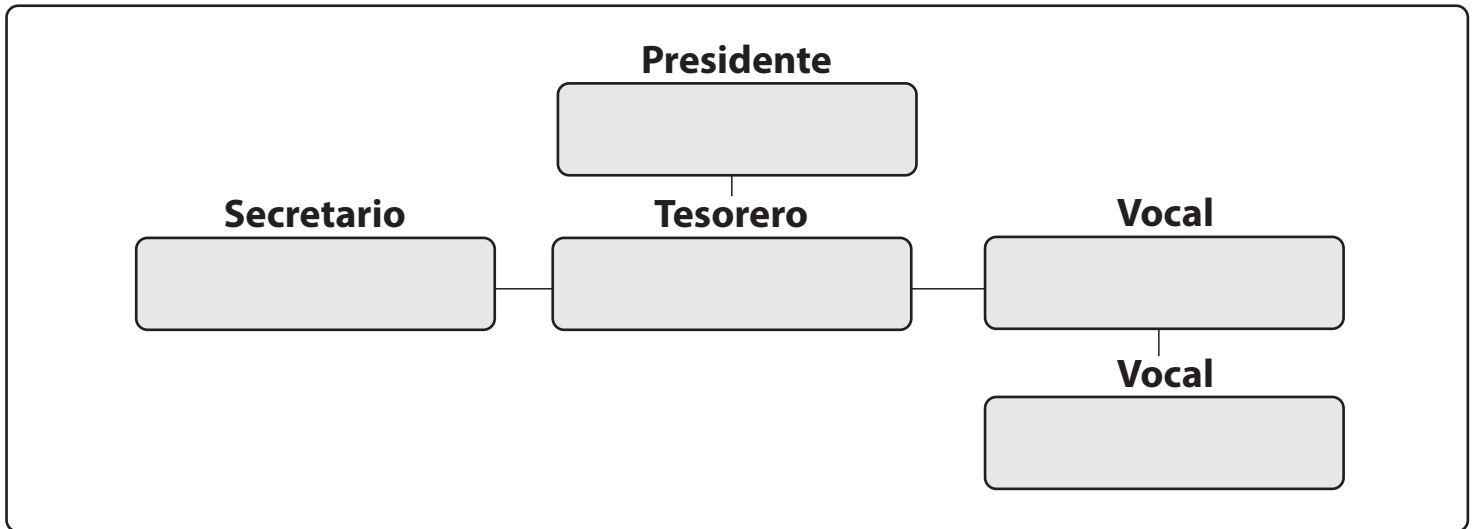 Presidente
Secretario
Tesorero
Vocal
Vocal